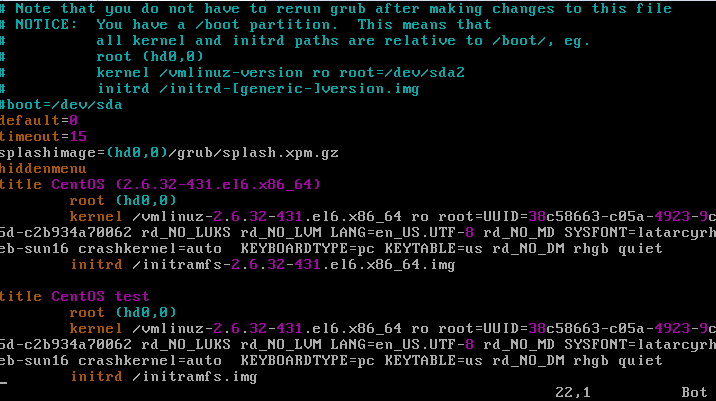 # Note that you do not have to rerun grub after making changes to this file
# NOTICE:  You have a /boot partition.  This means that
#          all kernel and initrd paths are relative to /boot/, eg.
#          root (hd0,0)
#          kernel /vmlinuz-version ro root=/dev/sda2
#          initrd /initrd-[generic-]version.img
#boot=/dev/sda
default=0
timeout=15
splashimage=(hd0,0)/grub/splash.xpm.gz
hiddenmenu
title CentOS (2.6.32-431.el6.x86_64)
        root (hd0,0)
        kernel /vmlinuz-2.6.32-431.el6.x86_64 ro root=UUID=38c58663-c05a-4923-9c
5d-c2b934a70062 rd_NO_LUKS rd_NO_LVM LANG=en_US.UTF-8 rd_NO_MD SYSFONT=latarcyrh
eb-sun16 crashkernel=auto  KEYBOARDTYPE=pc KEYTABLE=us rd_NO_DM rhgb quiet
        initrd /initramfs-2.6.32-431.el6.x86_64.img
title CentOS test
        root (hd0,0)
        kernel /vmlinuz-2.6.32-431.el6.x86_64 ro root=UUID=38c58663-c05a-4923-9c
5d-c2b934a70062 rd_NO_LUKS rd_NO_LVM LANG=en_US.UTF-8 rd_NO_MD SYSFONT=latarcyrh
eb-sun16 crashkernel=auto  KEYBOARDTYPE=pc KEYTABLE=us rd_NO_DM rhgb quiet
        initrd /initramfs.img
22,1          Bot